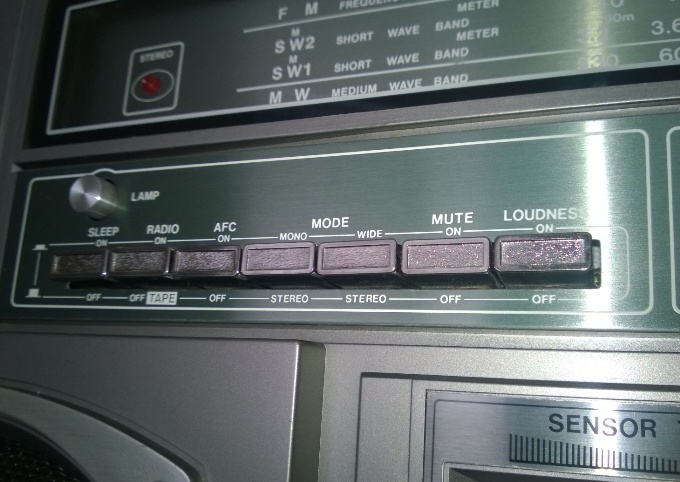 F M FREQUENCY
METER
M
S W2 SHORT WAVE BAND
METER
M
S W1 SHORT WAVE BAND
M W MEDIUM WAVE BAND
STEREO
LAMP
SLEEP RADIO AFC MODE MUTE LOUDNESS
ON ON ON MONO WIDE ON ON
OFF OFF TAPE OFF STEREO STEREO OFF OFF
SENSOR